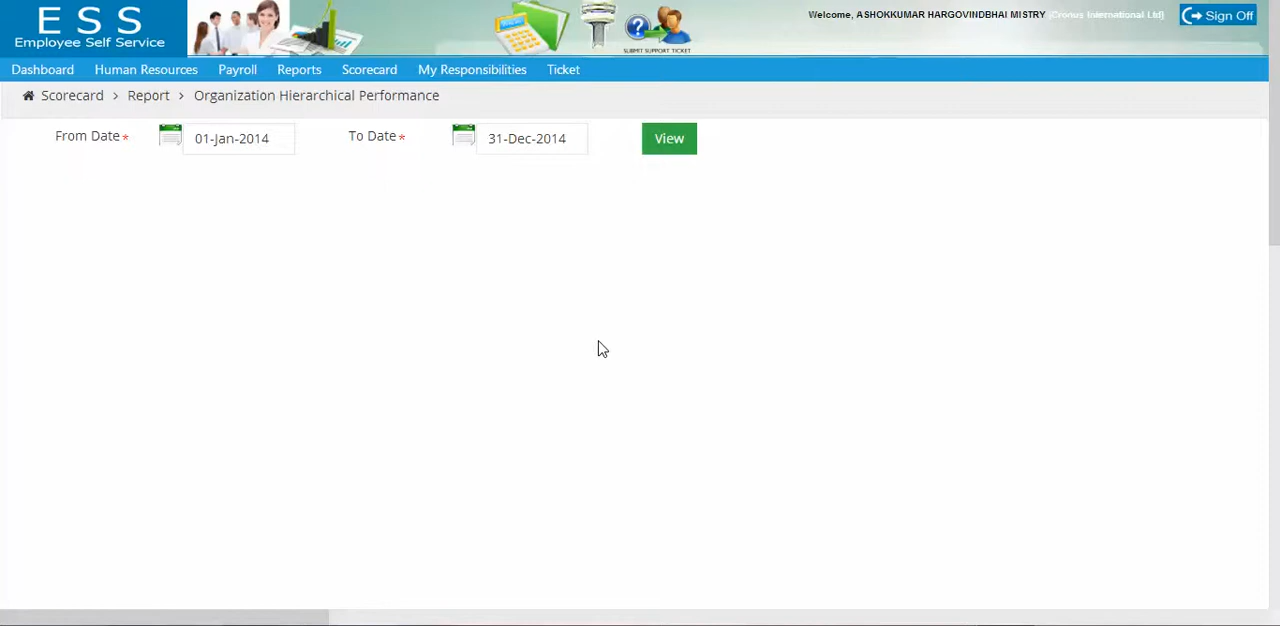 E S S
Employee Self Service
SUBMIT SUPPORT TICKET
Welcome, ASHOKKUMAR HARGOVINDBHAI MISTRY [Cronus International Ltd]
Sign Off
Dashboard Human Resources Payroll Reports Scorecard My Responsibilities Ticket
Scorecard > Report > Organization Hierarchical Performance
From Date* 01-Jan-2014 To Date* 31-Dec-2014 View